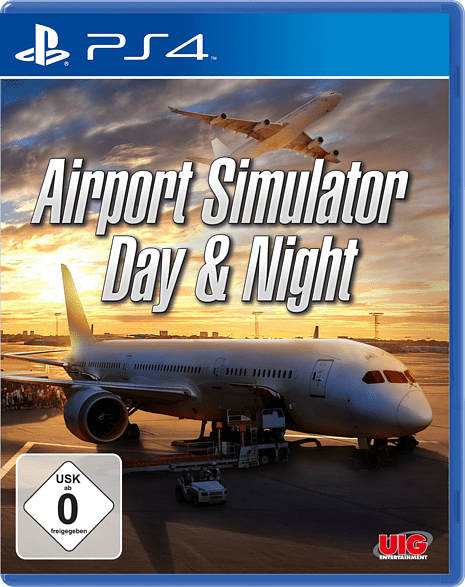 PS4
Airport Simulator
Day & Night
USK
ab
0
freigegeben
UIG
ENTERTAINMENT